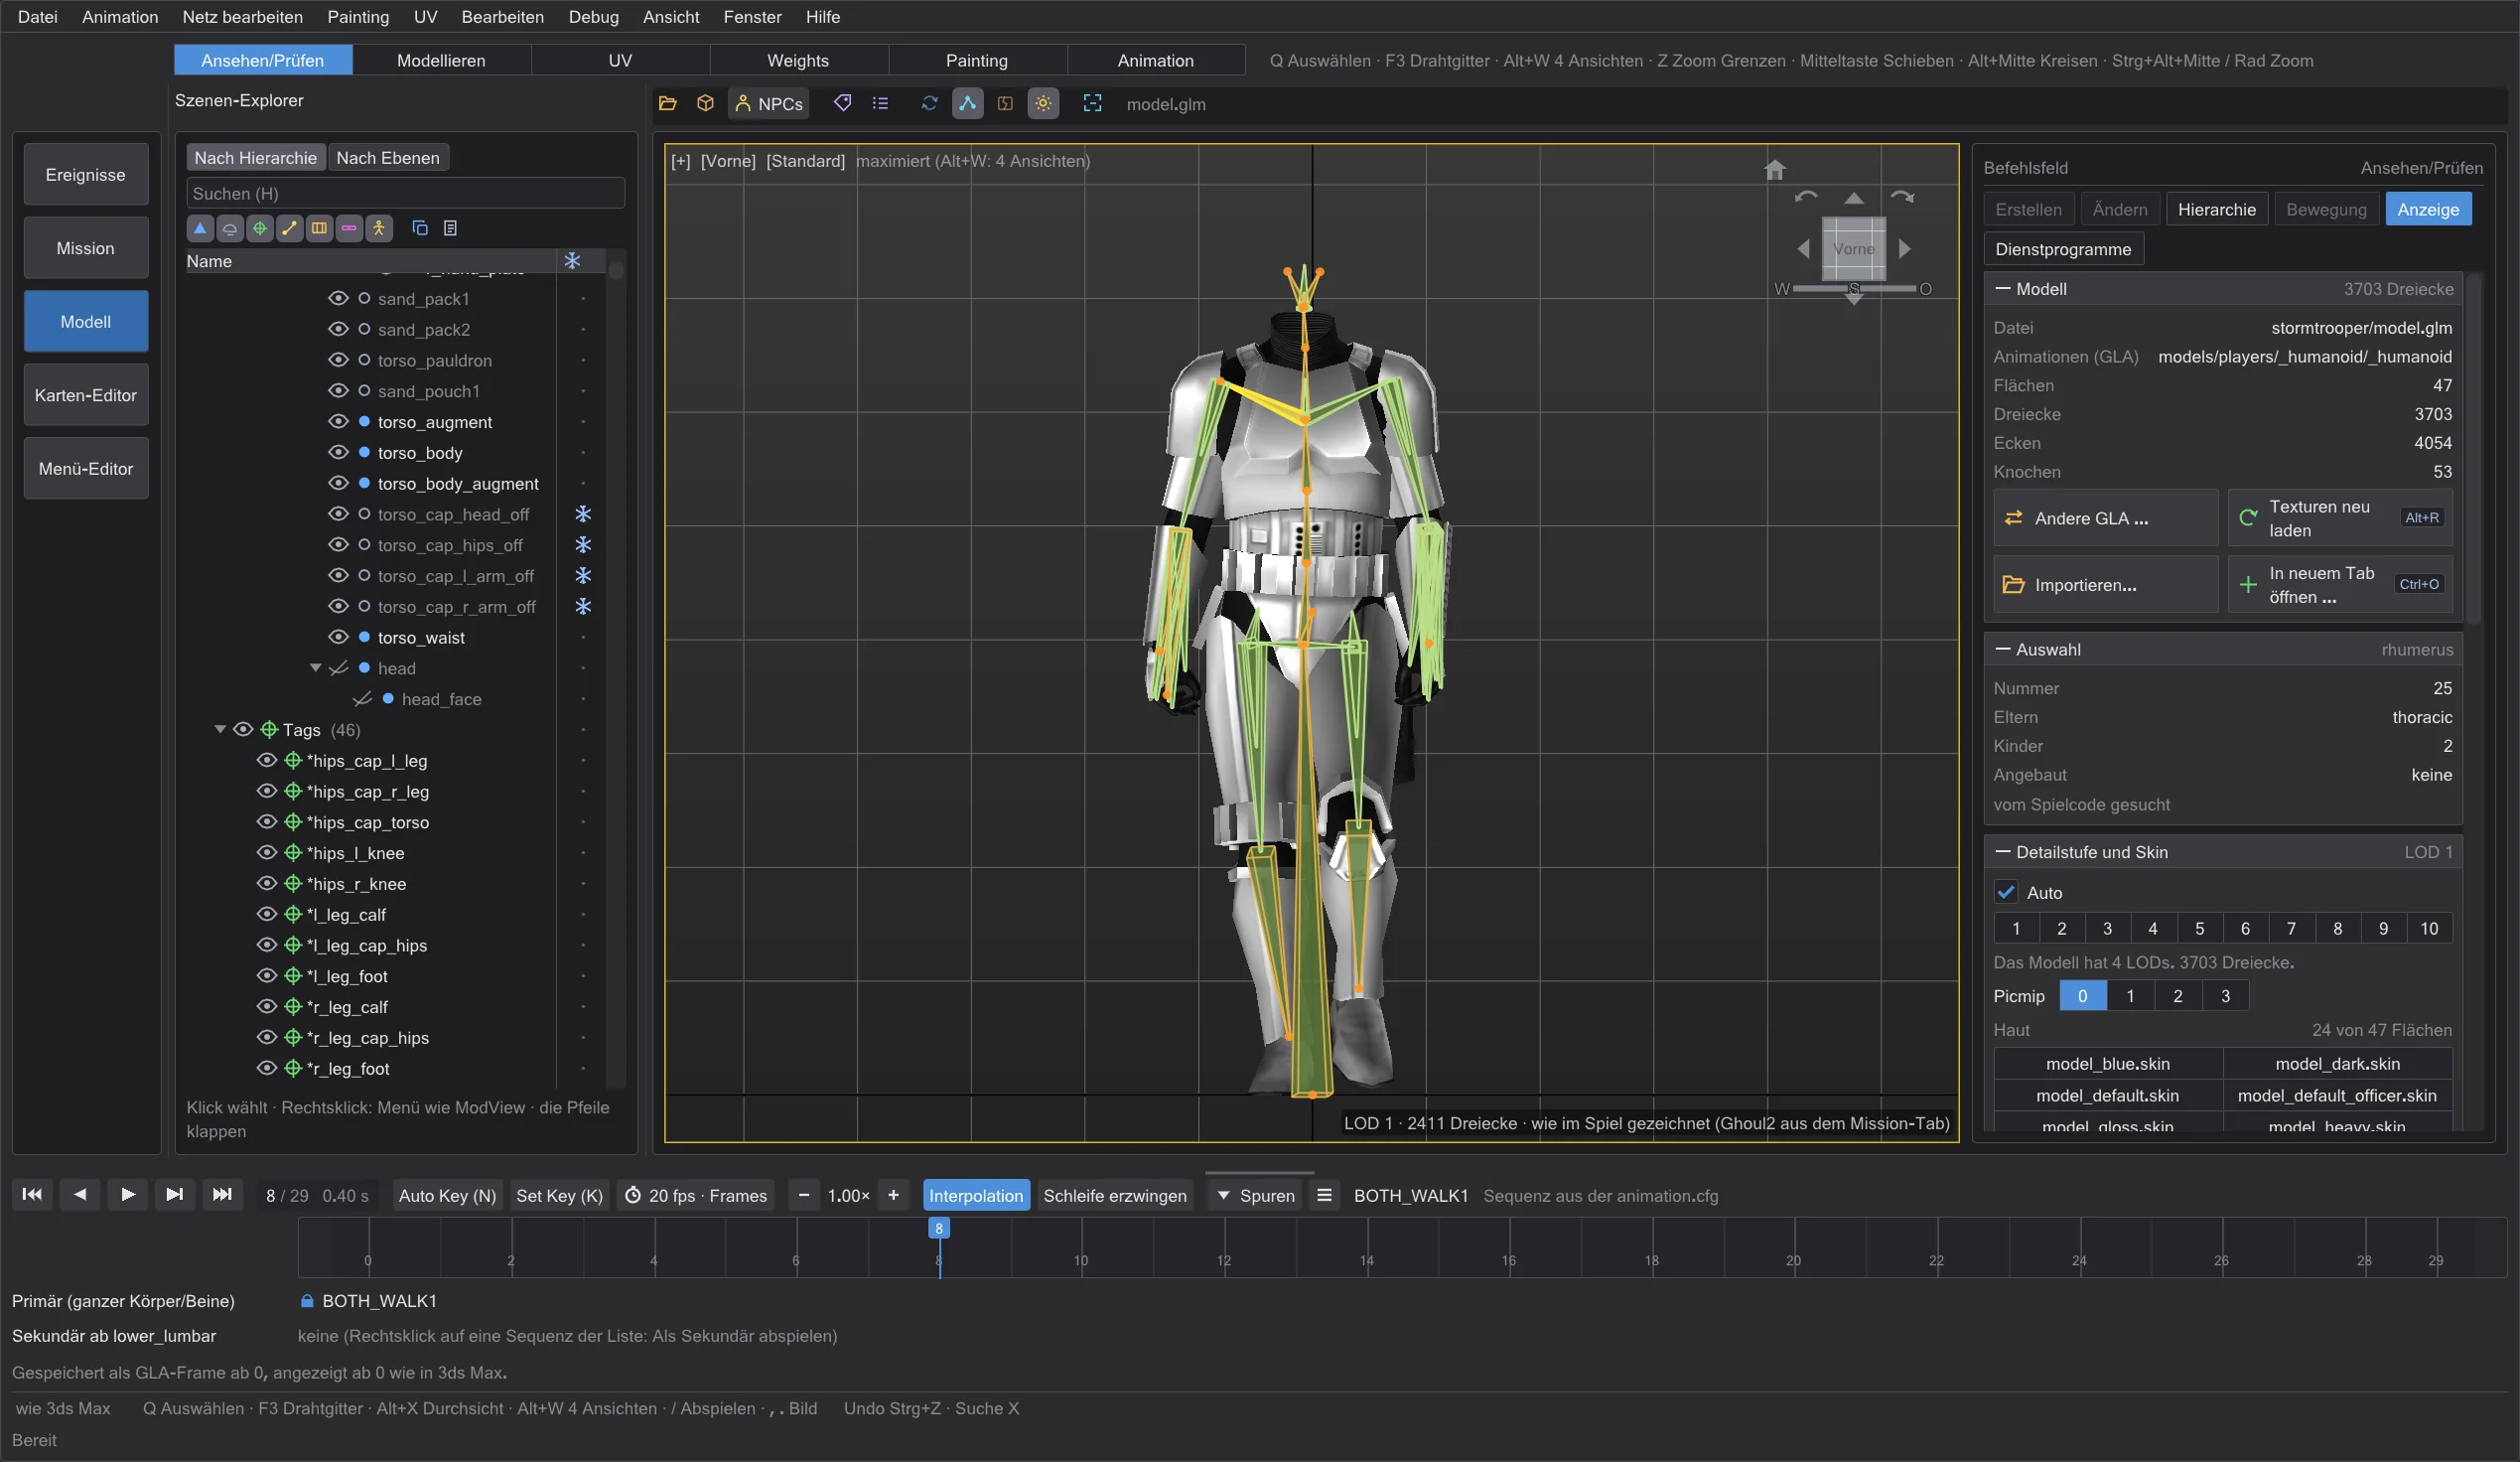 Datei Animation Netz bearbeiten Painting UV Bearbeiten Debug Ansicht Fenster Hilfe
Ansehen/Prüfen Modellieren UV Weights Painting Animation Q Auswählen · F3 Drahtgitter · Alt+W 4 Ansichten · Z Zoom Grenzen · Mitteltaste Schieben · Alt+Mitte Kreisen · Strg+Alt+Mitte / Rad Zoom
Szenen-Explorer
NPCs model.glm
Ereignisse
Mission
Modell
Karten-Editor
Menü-Editor
Nach Hierarchie Nach Ebenen
Suchen (H)
Name
sand_pack1
sand_pack2
torso_pauldron
sand_pouch1
torso_augment
torso_body
torso_body_augment
torso_cap_head_off
torso_cap_hips_off
torso_cap_l_arm_off
torso_cap_r_arm_off
torso_waist
head
head_face
Tags (46)
*hips_cap_l_leg
*hips_cap_r_leg
*hips_cap_torso
*hips_l_knee
*hips_r_knee
*l_leg_calf
*l_leg_cap_hips
*l_leg_foot
*r_leg_calf
*r_leg_cap_hips
*r_leg_foot
Klick wählt · Rechtsklick: Menü wie ModView · die Pfeile
klappen
[+] [Vorne] [Standard] maximiert (Alt+W: 4 Ansichten)
Vorne
W S O
LOD 1 · 2411 Dreiecke · wie im Spiel gezeichnet (Ghoul2 aus dem Mission-Tab)
Befehlsfeld Ansehen/Prüfen
Erstellen Ändern Hierarchie Bewegung Anzeige
Dienstprogramme
Modell 3703 Dreiecke
Datei stormtrooper/model.glm
Animationen (GLA) models/players/_humanoid/_humanoid
Flächen 47
Dreiecke 3703
Ecken 4054
Knochen 53
Andere GLA ...
Texturen neu
laden Alt+R
Importieren...
In neuem Tab
öffnen ... Ctrl+O
Auswahl rhumerus
Nummer 25
Eltern thoracic
Kinder 2
Angebaut keine
vom Spielcode gesucht
Detailstufe und Skin LOD 1
Auto
1 2 3 4 5 6 7 8 9 10
Das Modell hat 4 LODs. 3703 Dreiecke.
Picmip 0 1 2 3
Haut 24 von 47 Flächen
model_blue.skin model_dark.skin
model_default.skin model_default_officer.skin
model_gloss.skin model_heavy.skin
8 / 29 0.40 s Auto Key (N) Set Key (K) 20 fps · Frames − 1.00× + Interpolation Schleife erzwingen Spuren BOTH_WALK1 Sequenz aus der animation.cfg
8
0 2 4 6 8 10 12 14 16 18 20 22 24 26 28 29
Primär (ganzer Körper/Beine) BOTH_WALK1
Sekundär ab lower_lumbar keine (Rechtsklick auf eine Sequenz der Liste: Als Sekundär abspielen)
Gespeichert als GLA-Frame ab 0, angezeigt ab 0 wie in 3ds Max.
wie 3ds Max Q Auswählen · F3 Drahtgitter · Alt+X Durchsicht · Alt+W 4 Ansichten · / Abspielen · , . Bild Undo Strg+Z · Suche X
Bereit